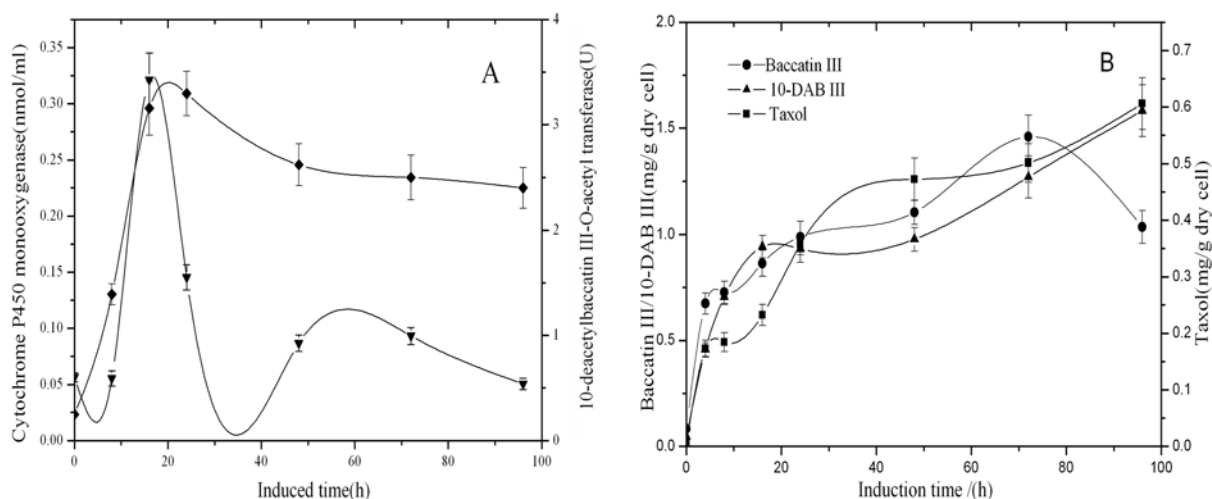 A
Cytochrome P450 monooxygenase(nmol/ml)
0.35
0.30
0.25
0.20
0.15
0.10
0.05
0.00
4
3
2
1
0
10-deacetylbaccatin III-O-acetyl transferase(U)
0 20 40 60 80 100
Induced time(h)
B
Baccatin III
10-DAB III
Taxol
Baccatin III/10-DAB III(mg/g dry cell)
2.0
1.5
1.0
0.5
0.0
0.7
0.6
0.5
0.4
0.3
0.2
0.1
0.0
Taxol(mg/g dry cell)
0 20 40 60 80 100
Induction time /(h)